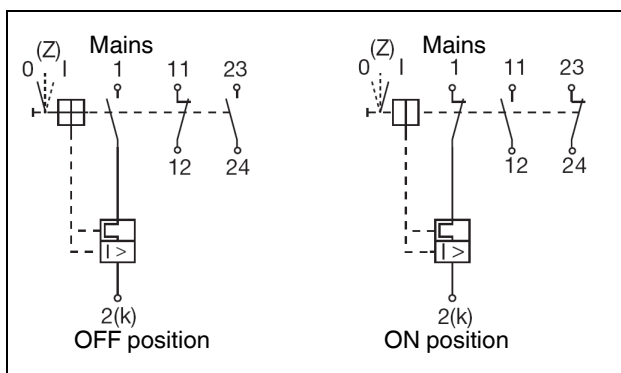 (Z) Mains
0 I 1 11 23
12 24
I >
2(k)
OFF position
(Z) Mains
0 I 1 11 23
12 24
I >
2(k)
ON position